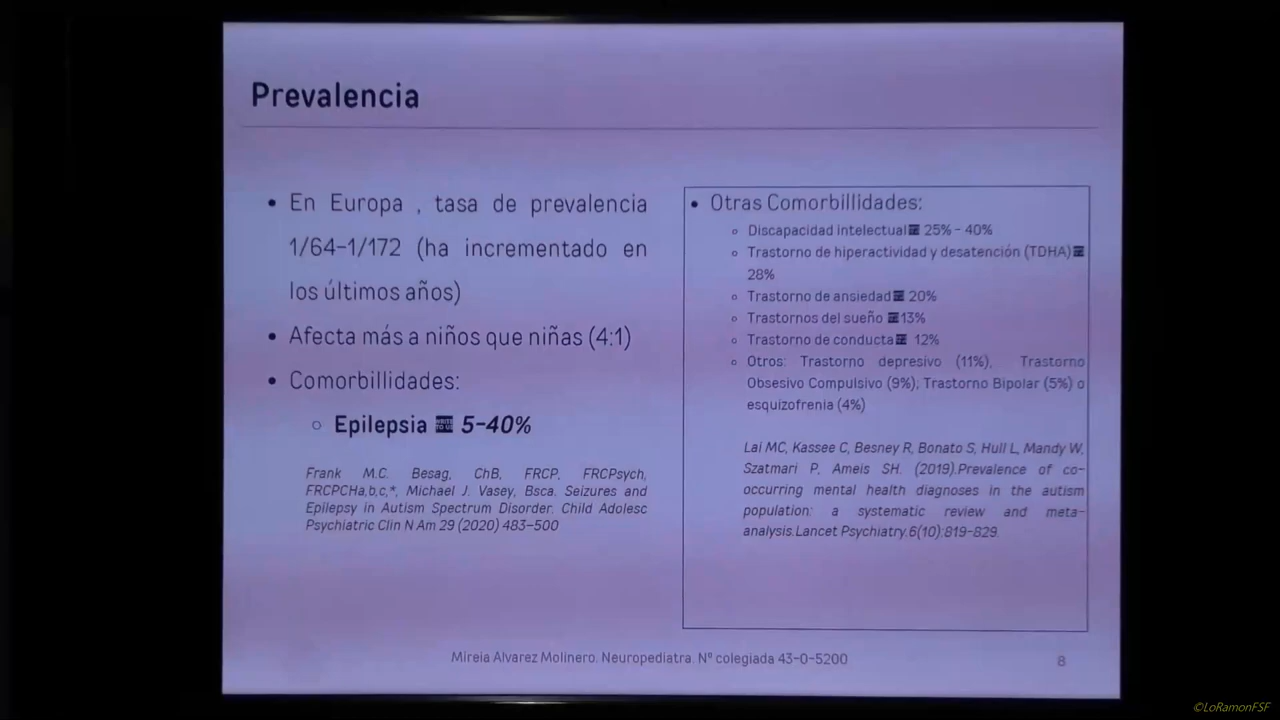 Prevalencia
• En Europa , tasa de prevalencia
1/64-1/172 (ha incrementado en
los últimos años)
• Afecta más a niños que niñas (4:1)
• Comorbillidades:
○ Epilepsia 5-40%
Frank M.C. Besag, ChB, FRCP, FRCPsych,
FRCPCHa,b,c,*, Michael J. Vasey, Bsca. Seizures and
Epilepsy in Autism Spectrum Disorder. Child Adolesc
Psychiatric Clin N Am 29 (2020) 483–500
• Otras Comorbillidades:
○ Discapacidad intelectual 25% - 40%
○ Trastorno de hiperactividad y desatención (TDHA)
28%
○ Trastorno de ansiedad 20%
○ Trastornos del sueño 13%
○ Trastorno de conducta 12%
○ Otros: Trastorno depresivo (11%), Trastorno
Obsesivo Compulsivo (9%), Trastorno Bipolar (5%) o
esquizofrenia (4%)
Lai MC, Kassee C, Besney R, Bonato S, Hull L, Mandy W,
Szatmari P, Ameis SH. (2019).Prevalence of co-
occurring mental health diagnoses in the autism
population: a systematic review and meta-
analysis.Lancet Psychiatry.6(10):819-829.
Mireia Alvarez Molinero. Neuropediatra. Nº colegiada 43-0-5200
8
©LoRamonFSF